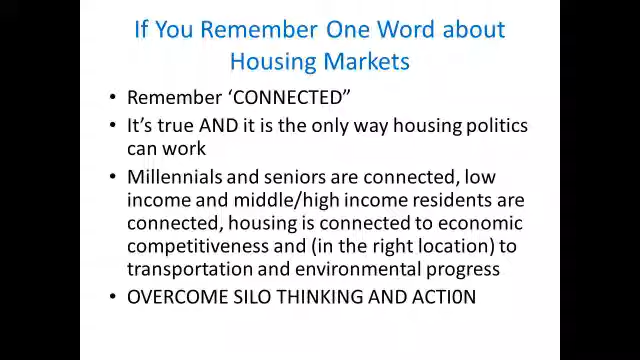 If You Remember One Word about
Housing Markets
• Remember ‘CONNECTED”
• It’s true AND it is the only way housing politics
can work
• Millennials and seniors are connected, low
income and middle/high income residents are
connected, housing is connected to economic
competitiveness and (in the right location) to
transportation and environmental progress
• OVERCOME SILO THINKING AND ACTI0N